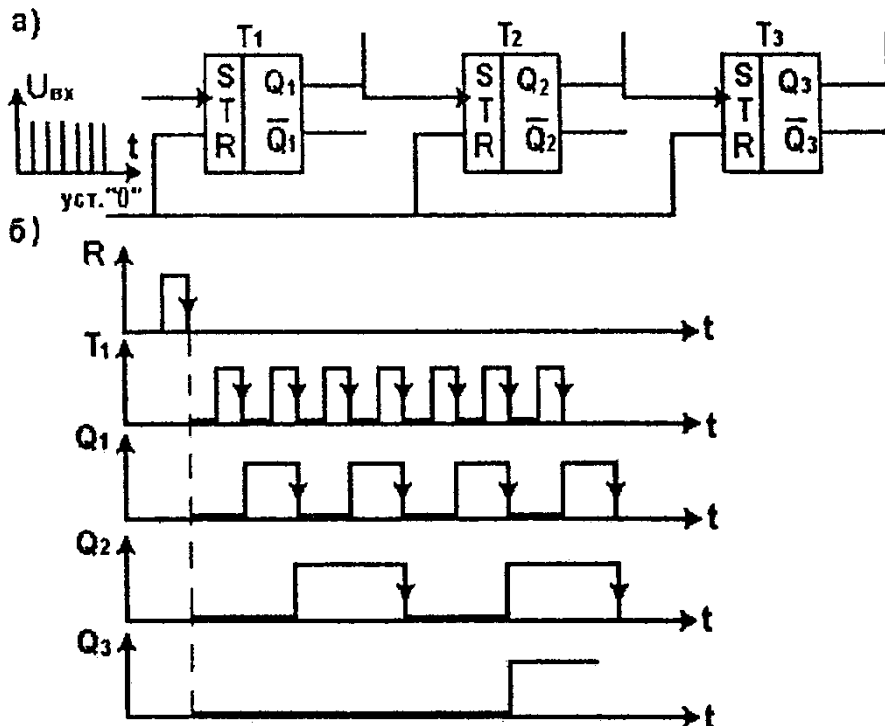 а)
T1 T2 T3
Uвх
S Q1 S Q2 S Q3
T T T
R Q̅1 R Q̅2 R Q̅3
t
уст."0"
б)
R
t
T1
t
Q1
t
Q2
t
Q3
t